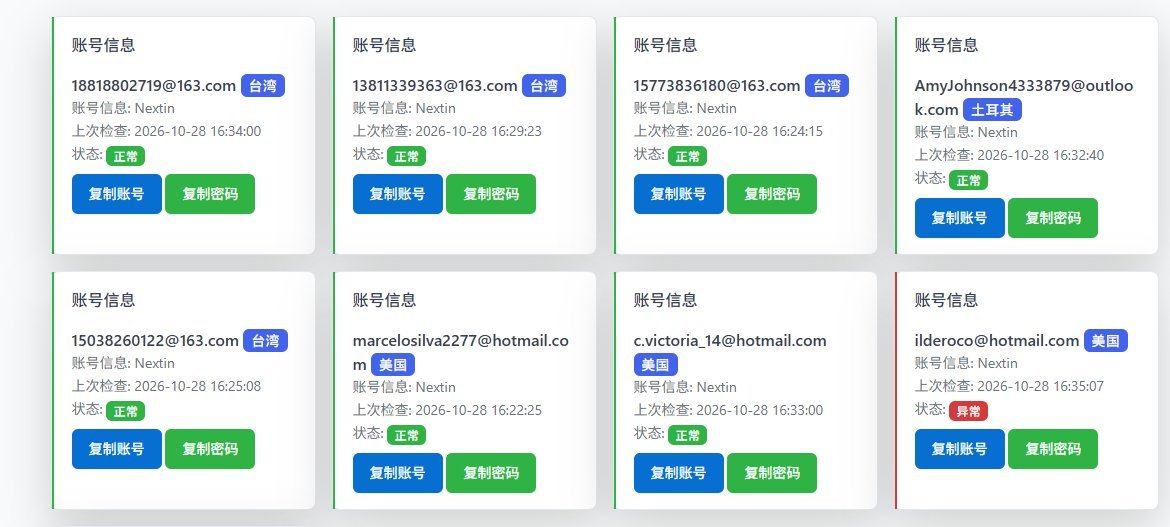 账号信息
18818802719@163.com 台湾
账号信息: Nextin
上次检查: 2026-10-28 16:34:00
状态: 正常
复制账号 复制密码
账号信息
13811339363@163.com 台湾
账号信息: Nextin
上次检查: 2026-10-28 16:29:23
状态: 正常
复制账号 复制密码
账号信息
15773836180@163.com 台湾
账号信息: Nextin
上次检查: 2026-10-28 16:24:15
状态: 正常
复制账号 复制密码
账号信息
AmyJohnson4333879@outloo
k.com 土耳其
账号信息: Nextin
上次检查: 2026-10-28 16:32:40
状态: 正常
复制账号 复制密码
账号信息
15038260122@163.com 台湾
账号信息: Nextin
上次检查: 2026-10-28 16:25:08
状态: 正常
复制账号 复制密码
账号信息
marcelosilva2277@hotmail.co
m 美国
账号信息: Nextin
上次检查: 2026-10-28 16:22:25
状态: 正常
复制账号 复制密码
账号信息
c.victoria_14@hotmail.com
美国
账号信息: Nextin
上次检查: 2026-10-28 16:33:00
状态: 正常
复制账号 复制密码
账号信息
ilderoco@hotmail.com 美国
账号信息: Nextin
上次检查: 2026-10-28 16:35:07
状态: 异常
复制账号 复制密码